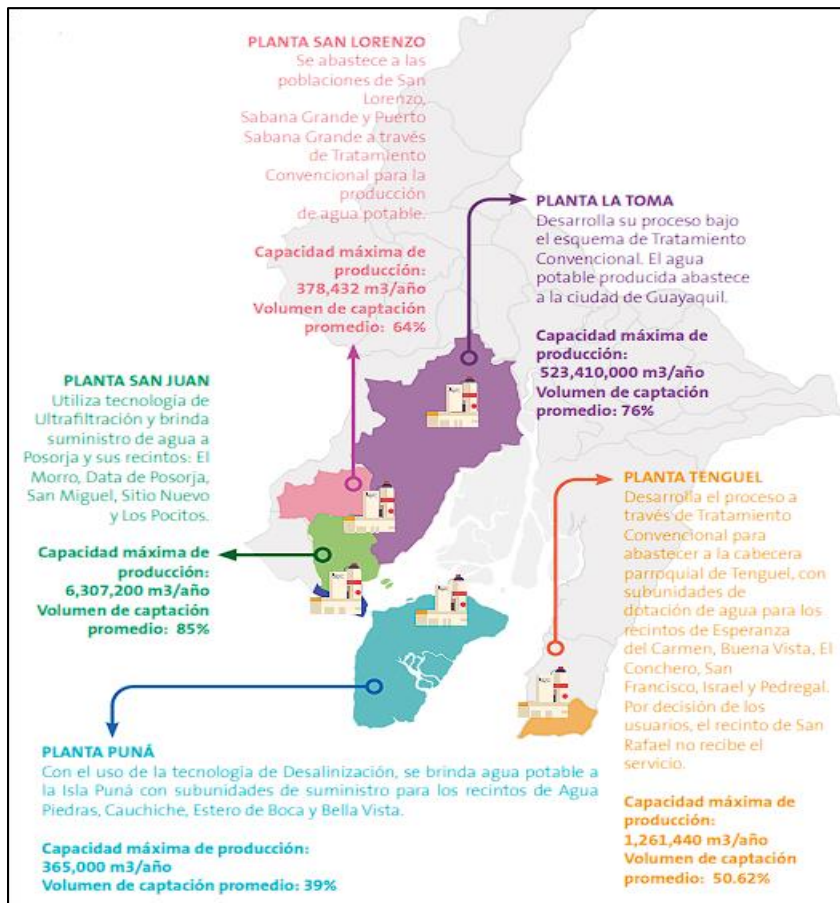 PLANTA SAN LORENZO
Se abastece a las
poblaciones de San
Lorenzo,
Sabana Grande y Puerto
Sabana Grande a través
de Tratamiento
Convencional para la
producción
de agua potable.
Capacidad máxima de
producción:
378,432 m3/año
Volumen de captación
promedio: 64%
PLANTA LA TOMA
Desarrolla su proceso bajo
el esquema de Tratamiento
Convencional. El agua
potable producida abastece
a la ciudad de Guayaquil.
Capacidad máxima de
producción:
523,410,000 m3/año
Volumen de captación
promedio: 76%
PLANTA SAN JUAN
Utiliza tecnología de
Ultrafiltración y brinda
suministro de agua a
Posorja y sus recintos: El
Morro, Data de Posorja,
San Miguel, Sitio Nuevo
y Los Pocitos.
Capacidad máxima de
producción:
6,307,200 m3/año
Volumen de captación
promedio: 85%
PLANTA TENGUEL
Desarrolla el proceso a
través de Tratamiento
Convencional para
abastecer a la cabecera
parroquial de Tenguel, con
subunidades de
dotación de agua para los
recintos de Esperanza
del Carmen, Buena Vista, El
Conchero, San
Francisco, Israel y Pedregal.
Por decisión de los
usuarios, el recinto de San
Rafael no recibe el
servicio.
Capacidad máxima de
producción:
1,261,440 m3/año
Volumen de captación
promedio: 50.62%
PLANTA PUNÁ
Con el uso de la tecnología de Desalinización, se brinda agua potable a
la Isla Puná con subunidades de suministro para los recintos de Agua
Piedras, Cauchiche, Estero de Boca y Bella Vista.
Capacidad máxima de producción:
365,000 m3/año
Volumen de captación promedio: 39%